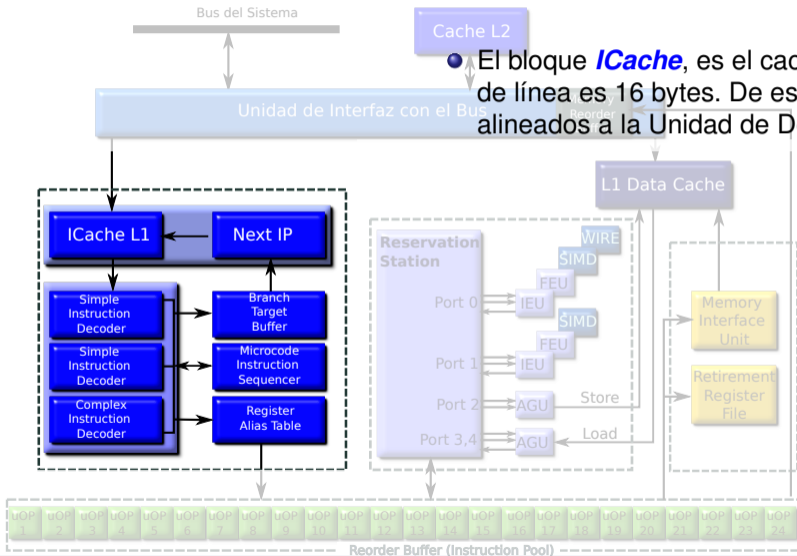 Bus del Sistema
Cache L2
El bloque ICache, es el cac
de línea es 16 bytes. De es
alineados a la Unidad de D
Unidad de Interfaz con el Bus
Reorder
L1 Data Cache
ICache L1
Next IP
Simple
Instruction
Decoder
Branch
Target
Buffer
Simple
Instruction
Decoder
Microcode
Instruction
Sequencer
Complex
Instruction
Decoder
Register
Alias Table
Reservation
Station
Port 0
IEU
FEU
SIMD
WIRE
Port 1
IEU
FEU
SIMD
Port 2
AGU
Store
Port 3,4
AGU
Load
Memory
Interface
Unit
Retirement
Register
File
uOP uOP uOP uOP uOP uOP uOP uOP uOP uOP uOP uOP uOP uOP uOP uOP uOP uOP uOP uOP uOP uOP uOP uOP
1 2 3 4 5 6 7 8 9 10 11 12 13 14 15 16 17 18 19 20 21 22 23 24
Reorder Buffer (Instruction Pool)